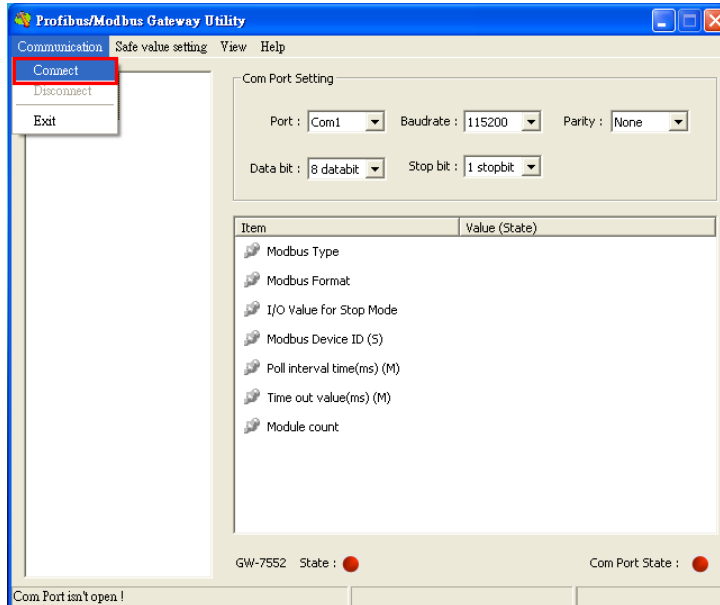 Profibus/Modbus Gateway Utility
Communication Safe value setting View Help
Connect
Disconnect
Exit
Com Port Setting
Port : Com1 Baudrate : 115200 Parity : None
Data bit : 8 databit Stop bit : 1 stopbit
Item Value (State)
Modbus Type
Modbus Format
I/O Value for Stop Mode
Modbus Device ID (S)
Poll interval time(ms) (M)
Time out value(ms) (M)
Module count
GW-7552 State : Com Port State :
Com Port isn't open !